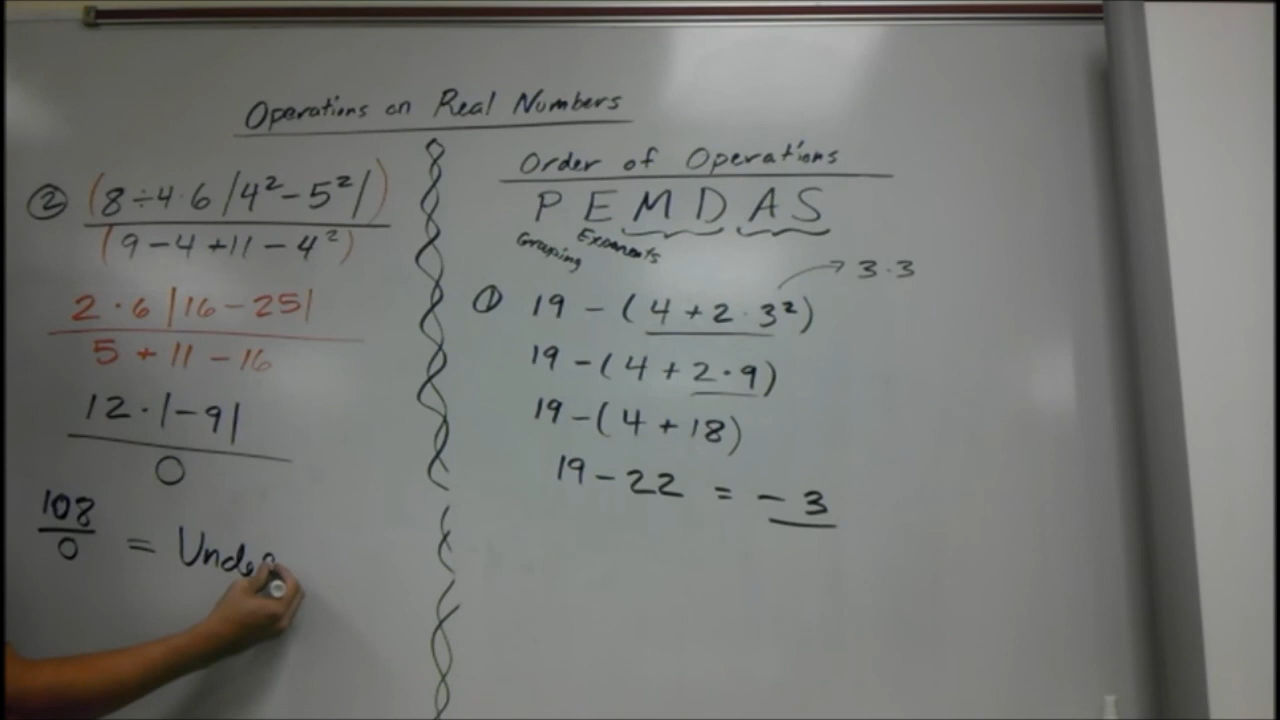 Operations on Real Numbers
② (8÷4·6|4²-5²|)
(9-4+11-4²)
2·6|16-25|
5+11-16
12·|-9|
0
108
0
= Unde
Order of Operations
PEMDAS
Grouping Exponents
→ 3·3
① 19-(4+2·3²)
19-(4+2·9)
19-(4+18)
19-22 = -3